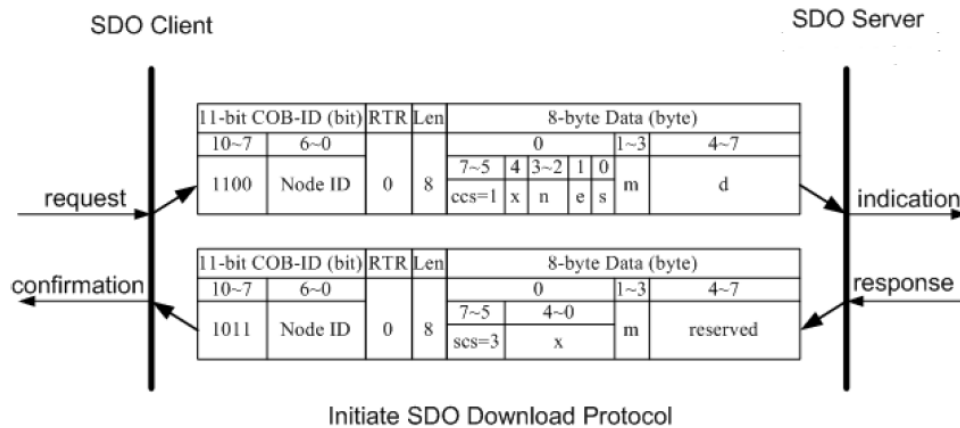 SDO Client
SDO Server
11-bit COB-ID (bit) RTR Len 8-byte Data (byte)
10~7 6~0 0 1~3 4~7
7~5 4 3~2 1 0
1100 Node ID 0 8 m d
ccs=1 x n e s
request
indication
11-bit COB-ID (bit) RTR Len 8-byte Data (byte)
confirmation
response
10~7 6~0 0 1~3 4~7
7~5 4~0
1011 Node ID 0 8 m reserved
scs=3 x
Initiate SDO Download Protocol